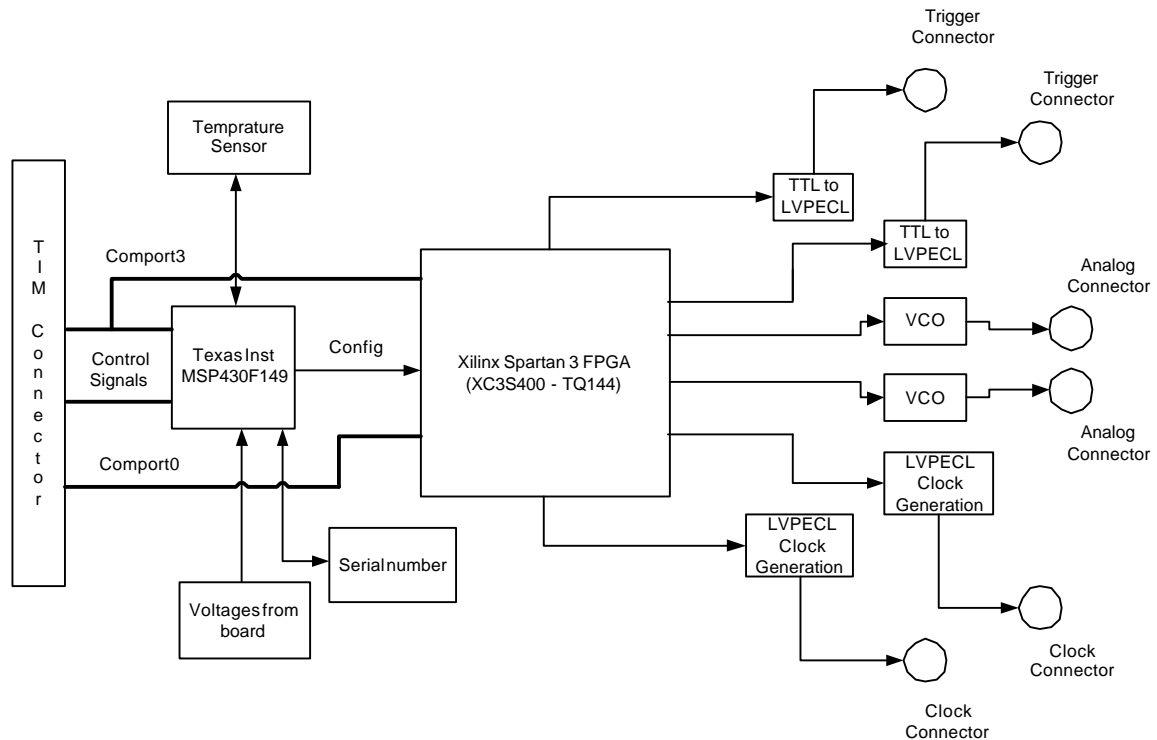 Trigger
Connector
Trigger
Connector
Temprature
Sensor
TTL to
LVPECL
TTL to
LVPECL
TIM Connector
Comport3
Analog
Connector
VCO
Control
Signals
Texas Inst
MSP430F149
Config
Xilinx Spartan 3 FPGA
(XC3S400 - TQ144)
VCO
Analog
Connector
Comport0
LVPECL
Clock
Generation
LVPECL
Clock
Generation
Serial number
Voltages from
board
Clock
Connector
Clock
Connector